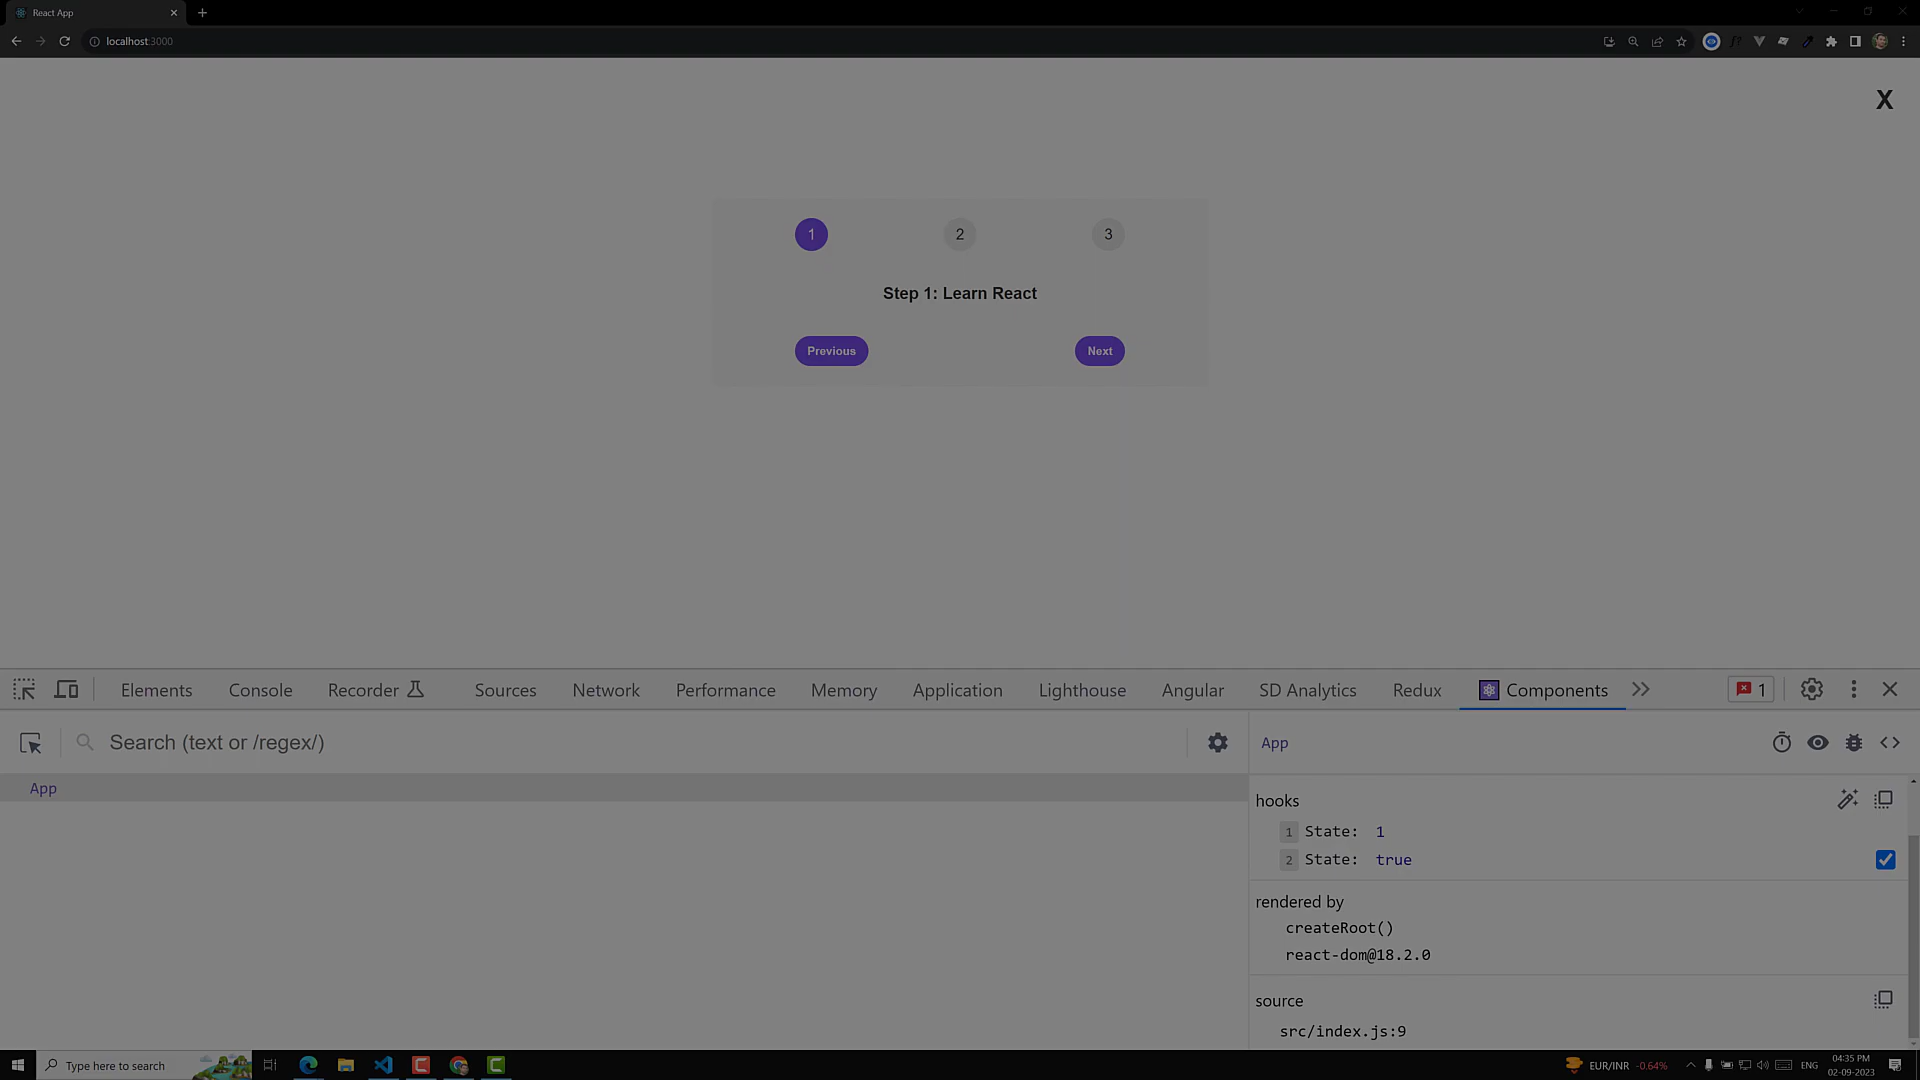 React App
localhost:3000
X
1 2 3
Step 1: Learn React
Previous Next
Elements Console Recorder Sources Network Performance Memory Application Lighthouse Angular SD Analytics Redux Components 1
Search (text or /regex/) App
App
hooks
1 State: 1
2 State: true
rendered by
createRoot()
react-dom@18.2.0
source
src/index.js:9
Type here to search EUR/INR -0.64% ENG 04:35 PM
02-09-2023